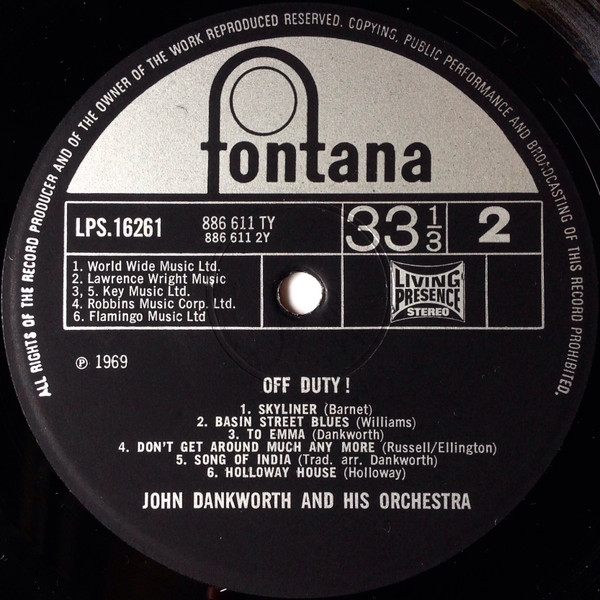 ALL RIGHTS OF THE RECORD PRODUCER AND OF THE OWNER OF THE WORK REPRODUCED RESERVED. COPYING, PUBLIC PERFORMANCE AND BROADCASTING OF THIS RECORD PROHIBITED.
fontana
LPS.16261
886 611 TY
886 611 2Y
33 1/3
2
1. World Wide Music Ltd.
2. Lawrence Wright Music
3, 5. Key Music Ltd.
4. Robbins Music Corp. Ltd.
6. Flamingo Music Ltd
LIVING
PRESENCE
STEREO
℗ 1969
OFF DUTY!
1. SKYLINER (Barnet)
2. BASIN STREET BLUES (Williams)
3. TO EMMA (Dankworth)
4. DON'T GET AROUND MUCH ANY MORE (Russell/Ellington)
5. SONG OF INDIA (Trad. arr. Dankworth)
6. HOLLOWAY HOUSE (Holloway)
JOHN DANKWORTH AND HIS ORCHESTRA